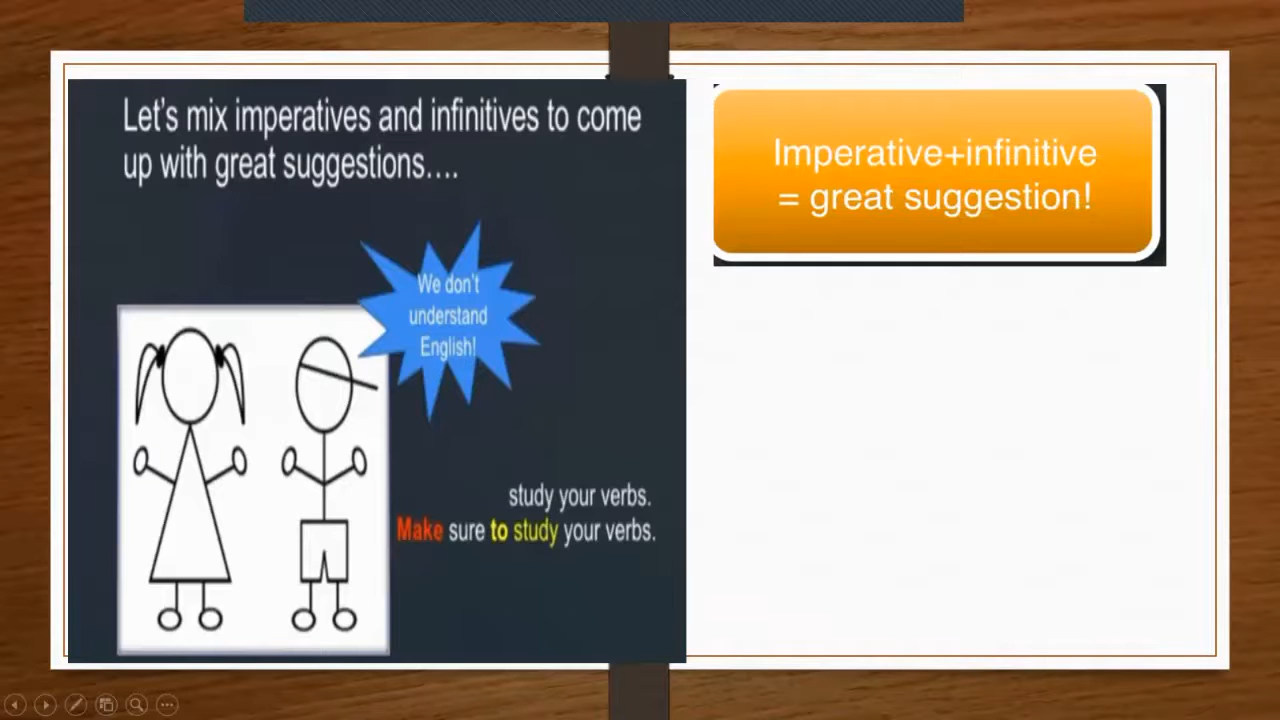 Let's mix imperatives and infinitives to come
up with great suggestions….
We don't
understand
English!
study your verbs.
Make sure to study your verbs.
Imperative+infinitive
= great suggestion!